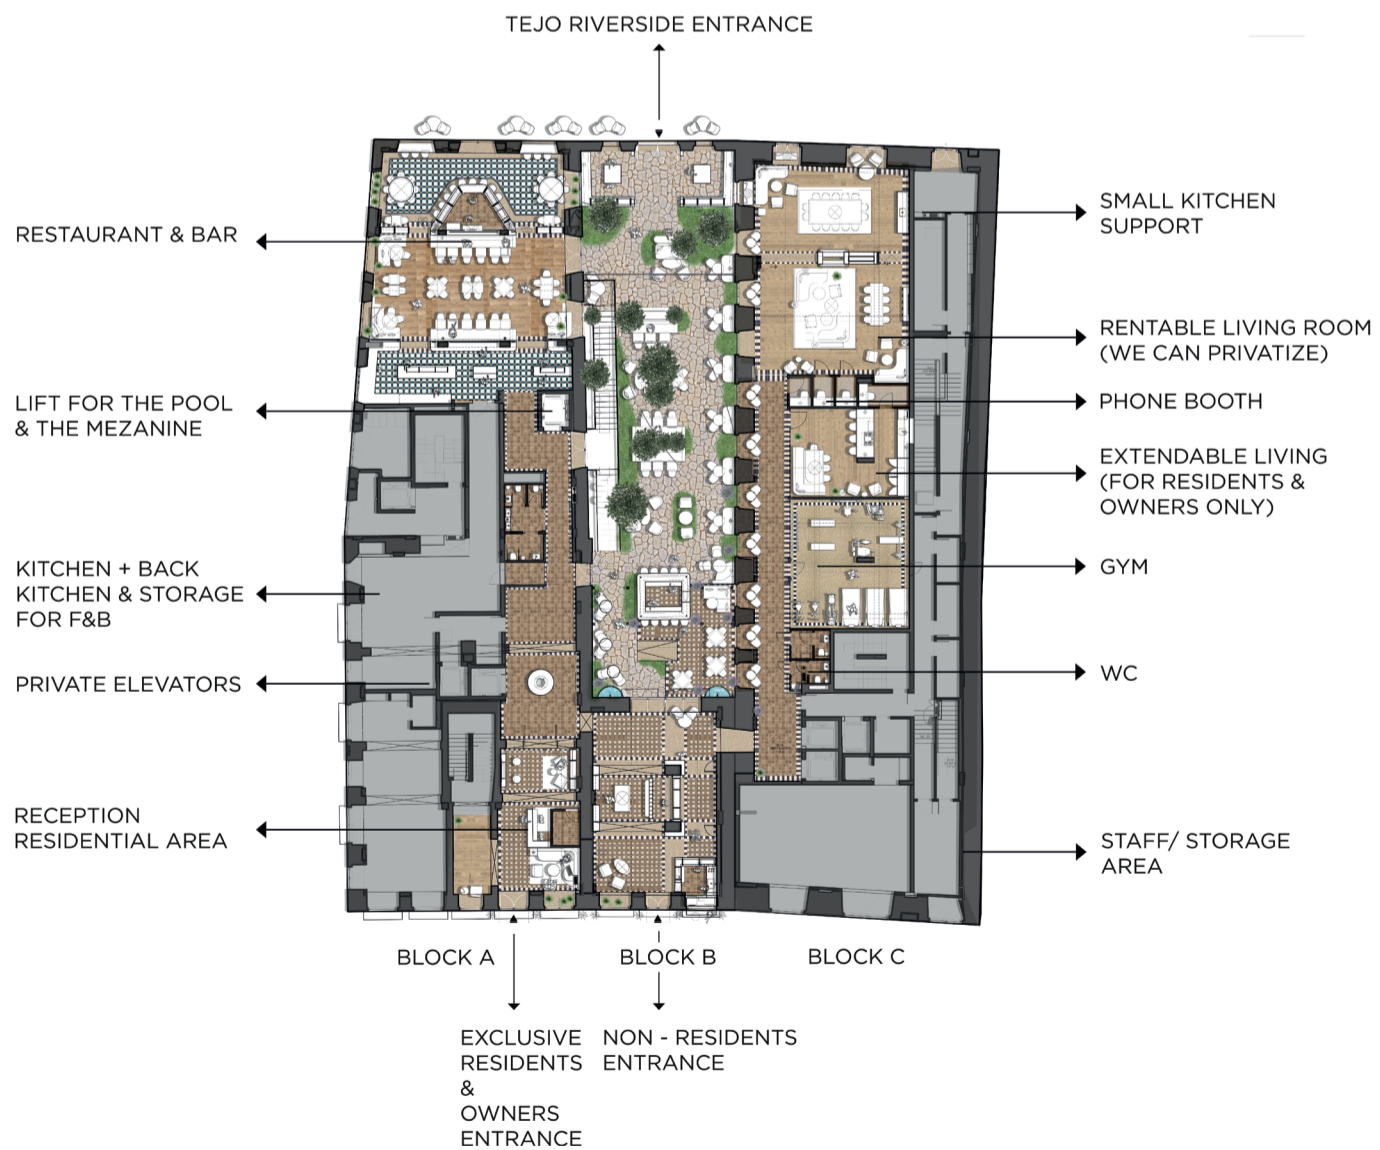 TEJO RIVERSIDE ENTRANCE
RESTAURANT & BAR
LIFT FOR THE POOL
& THE MEZANINE
KITCHEN + BACK
KITCHEN & STORAGE
FOR F&B
PRIVATE ELEVATORS
RECEPTION
RESIDENTIAL AREA
SMALL KITCHEN
SUPPORT
RENTABLE LIVING ROOM
(WE CAN PRIVATIZE)
PHONE BOOTH
EXTENDABLE LIVING
(FOR RESIDENTS &
OWNERS ONLY)
GYM
WC
STAFF/ STORAGE
AREA
BLOCK A
BLOCK B
BLOCK C
EXCLUSIVE
RESIDENTS
&
OWNERS
ENTRANCE
NON - RESIDENTS
ENTRANCE